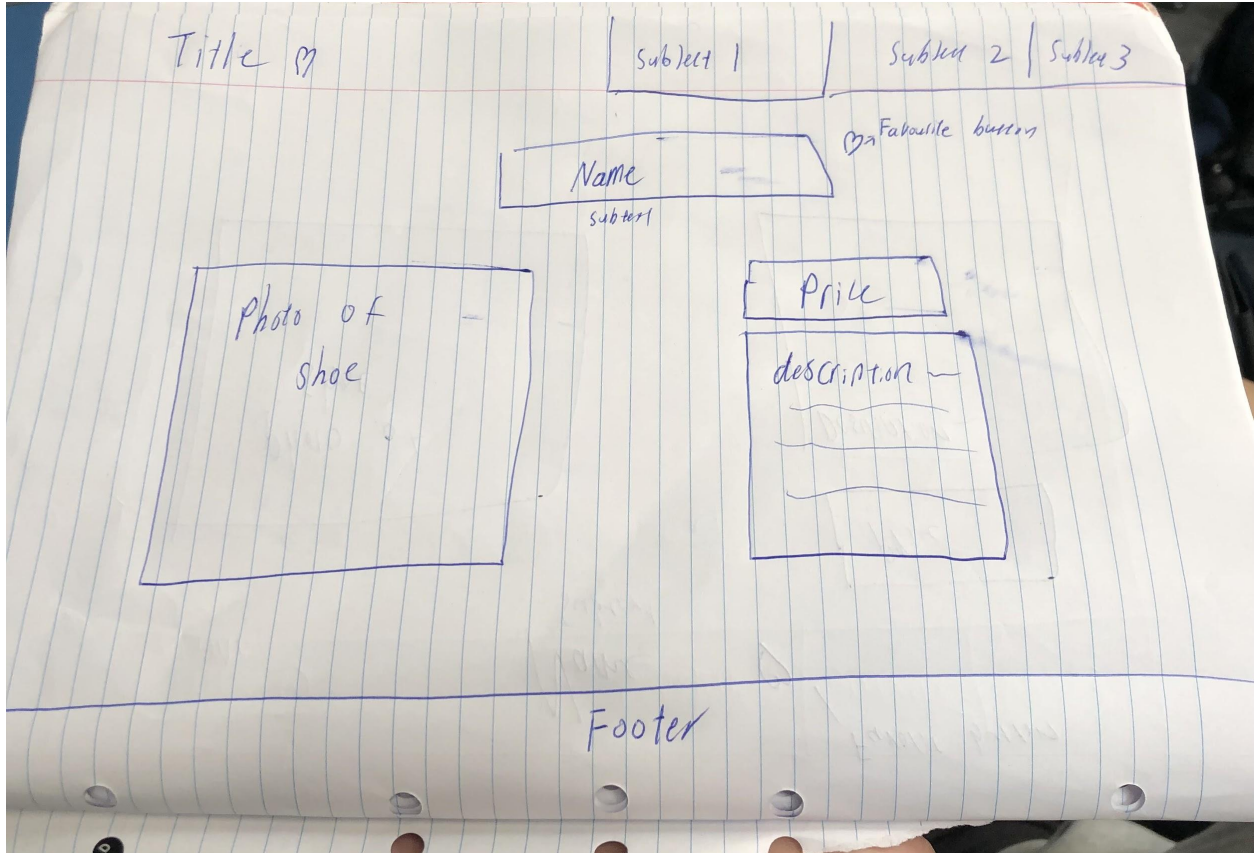 Title
Subject 1
Subject 2
Subject 3
Favourite button
Name
subtext
Photo of
shoe
Price
description
Footer